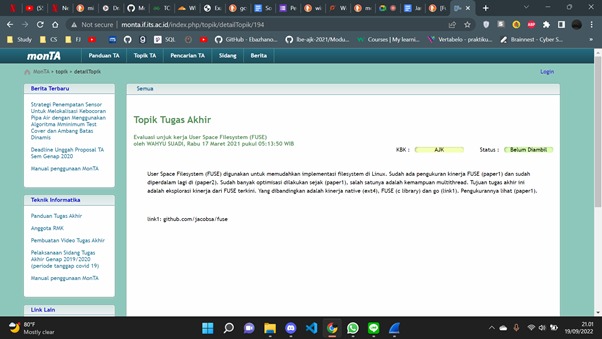 Not secure | monta.if.its.ac.id/index.php/topik/detailTopik/194
Study
CS
FJ
SQL
GitHub - Ebazhano...
lbe-ajk-2021/Modu...
Courses | My learni...
Vertabelo - praktiku...
Brainnest - Cyber S...
monTA
Panduan TA
Topik TA
Pencarian TA
Sidang
Berita
MonTA » topik » detailTopik
Login
Berita Terbaru
Strategi Penempatan Sensor
Untuk Melokalisasi Kebocoran
Pipa Air dengan Menggunakan
Algoritma Minimum Test
Cover dan Ambang Batas
Dinamis
Deadline Unggah Proposal TA
Sem Genap 2020
Manual penggunaan MonTA
Teknik Informatika
Panduan Tugas Akhir
Anggota RMK
Pembuatan Video Tugas Akhir
Pelaksanaan Sidang Tugas
Akhir Genap 2019/2020
(periode tanggap covid 19)
Manual penggunaan MonTA
Link Lain
Semua
Topik Tugas Akhir
Evaluasi unjuk kerja User Space Filesystem (FUSE)
oleh WAHYU SUADI, Rabu 17 Maret 2021 pukul 05:13:50 WIB
KBK : AJK Status : Belum Diambil
User Space Filesystem (FUSE) digunakan untuk memudahkan implementasi filesystem di Linux. Sudah ada pengukuran kinerja FUSE (paper1) dan sudah
diperdalam lagi di (paper2). Sudah banyak optimisasi dilakukan sejak (paper1), salah satunya adalah kemampuan multithread. Tujuan tugas akhir ini
adalah eksplorasi kinerja dari FUSE terkini. Yang dibandingkan adalah kinerja native (ext4), FUSE (c library) dan go (link1). Pengukurannya lihat (paper1).
link1: github.com/jacobsa/fuse
80°F
Mostly clear
21.01
19/09/2022